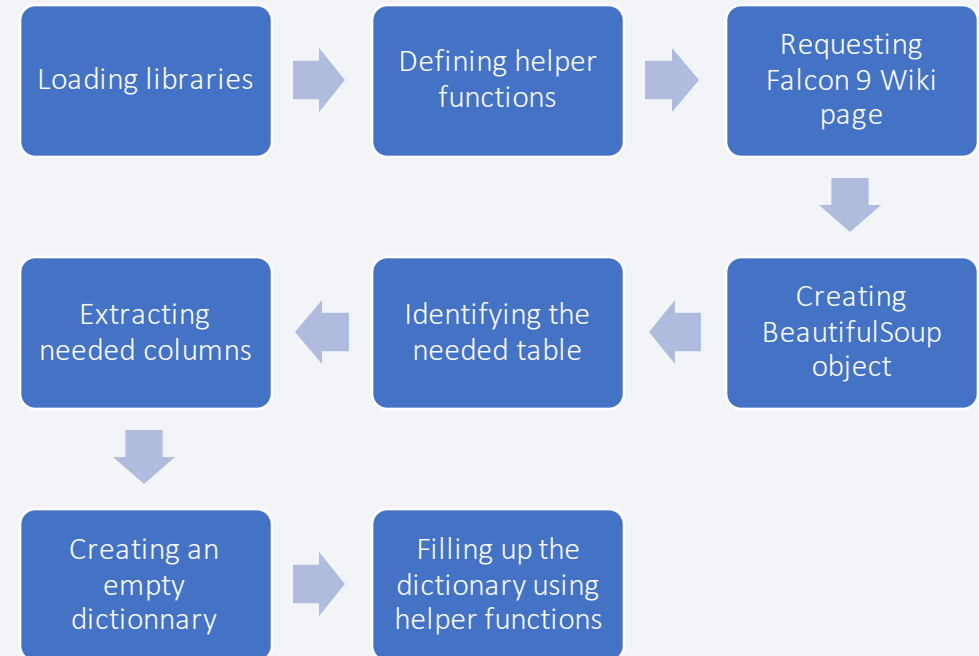 Loading libraries
Defining helper
functions
Requesting
Falcon 9 Wiki
page
Creating
BeautifulSoup
object
Identifying the
needed table
Extracting
needed columns
Creating an
empty
dictionnary
Filling up the
dictionary using
helper functions